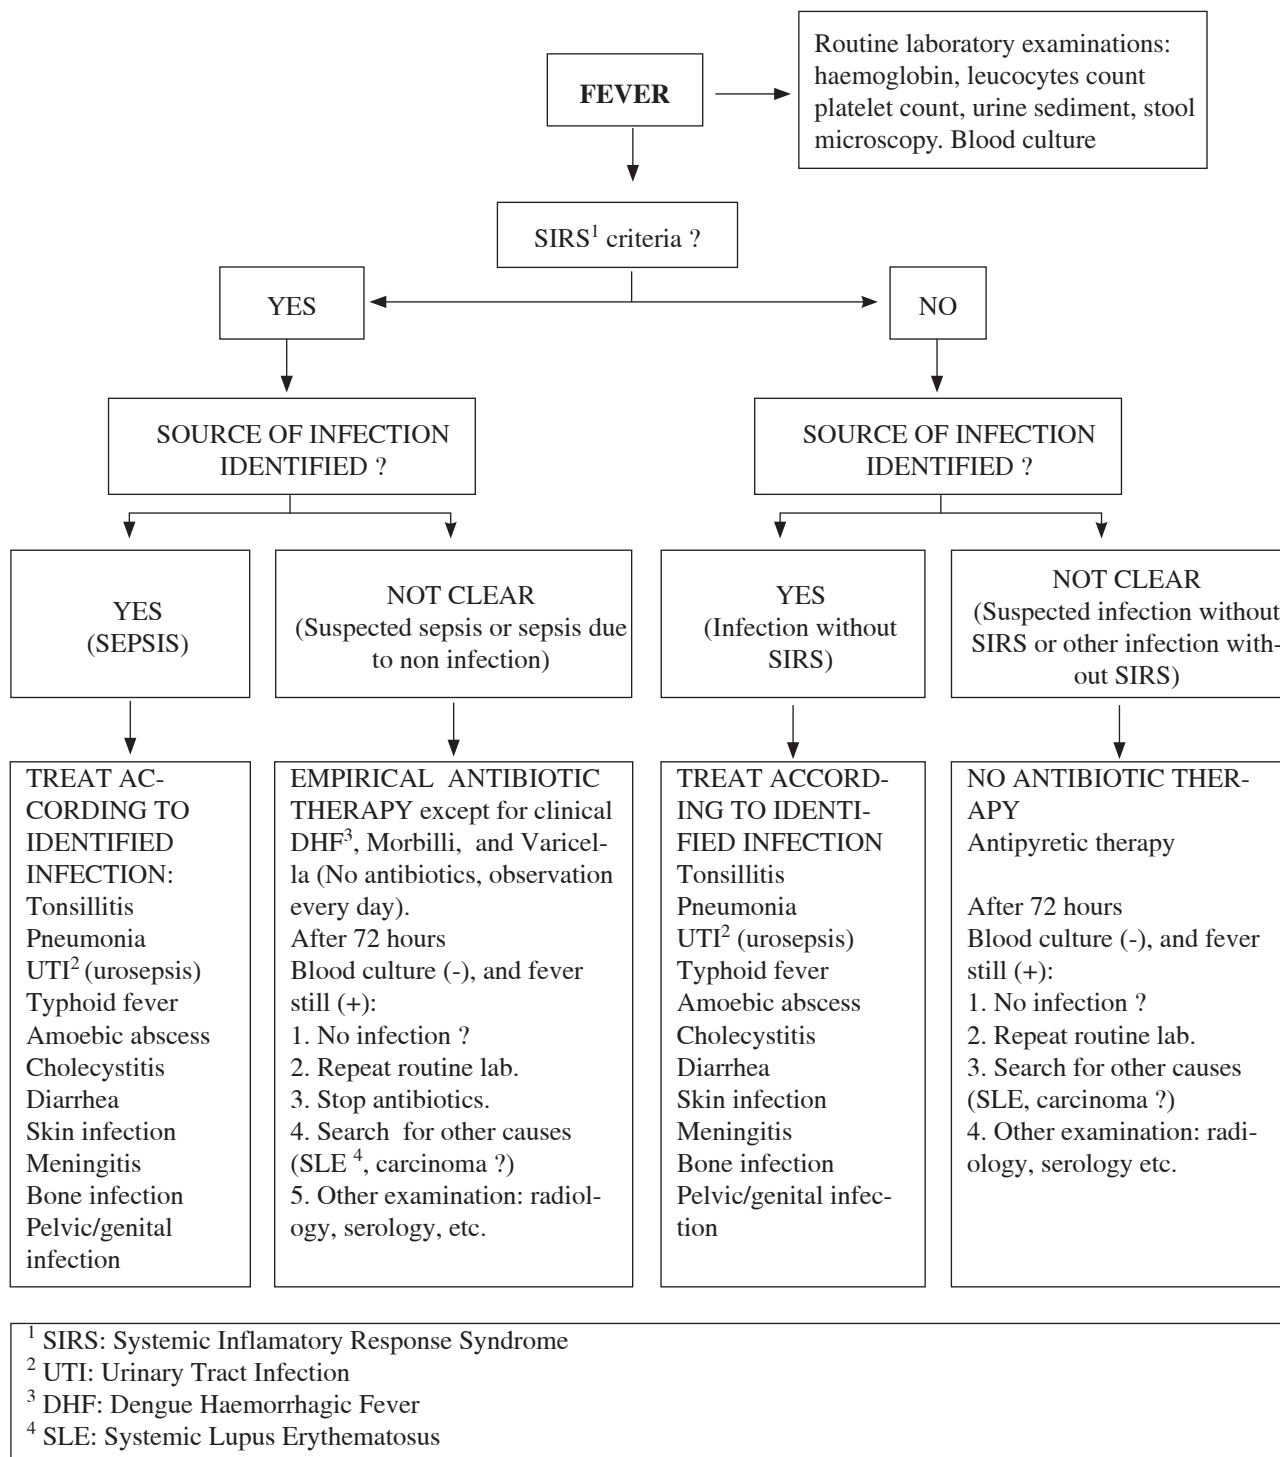 Routine laboratory examinations:
haemoglobin, leucocytes count
platelet count, urine sediment, stool
microscopy. Blood culture
FEVER
SIRS¹ criteria ?
YES
NO
SOURCE OF INFECTION
IDENTIFIED ?
SOURCE OF INFECTION
IDENTIFIED ?
YES
(SEPSIS)
NOT CLEAR
(Suspected sepsis or sepsis due
to non infection)
YES
(Infection without
SIRS)
NOT CLEAR
(Suspected infection without
SIRS or other infection with-
out SIRS)
TREAT AC-
CORDING TO
IDENTIFIED
INFECTION:
Tonsillitis
Pneumonia
UTI² (urosepsis)
Typhoid fever
Amoebic abscess
Cholecystitis
Diarrhea
Skin infection
Meningitis
Bone infection
Pelvic/genital
infection
EMPIRICAL ANTIBIOTIC
THERAPY except for clinical
DHF³, Morbilli, and Varicel-
la (No antibiotics, observation
every day).
After 72 hours
Blood culture (-), and fever
still (+):
1. No infection ?
2. Repeat routine lab.
3. Stop antibiotics.
4. Search for other causes
(SLE ⁴, carcinoma ?)
5. Other examination: radiol-
ogy, serology, etc.
TREAT ACCORD-
ING TO IDENTI-
FIED INFECTION
Tonsillitis
Pneumonia
UTI² (urosepsis)
Typhoid fever
Amoebic abscess
Cholecystitis
Diarrhea
Skin infection
Meningitis
Bone infection
Pelvic/genital infec-
tion
NO ANTIBIOTIC THER-
APY
Antipyretic therapy
After 72 hours
Blood culture (-), and fever
still (+):
1. No infection ?
2. Repeat routine lab.
3. Search for other causes
(SLE, carcinoma ?)
4. Other examination: radi-
ology, serology etc.
¹ SIRS: Systemic Inflamatory Response Syndrome
² UTI: Urinary Tract Infection
³ DHF: Dengue Haemorrhagic Fever
⁴ SLE: Systemic Lupus Erythematosus